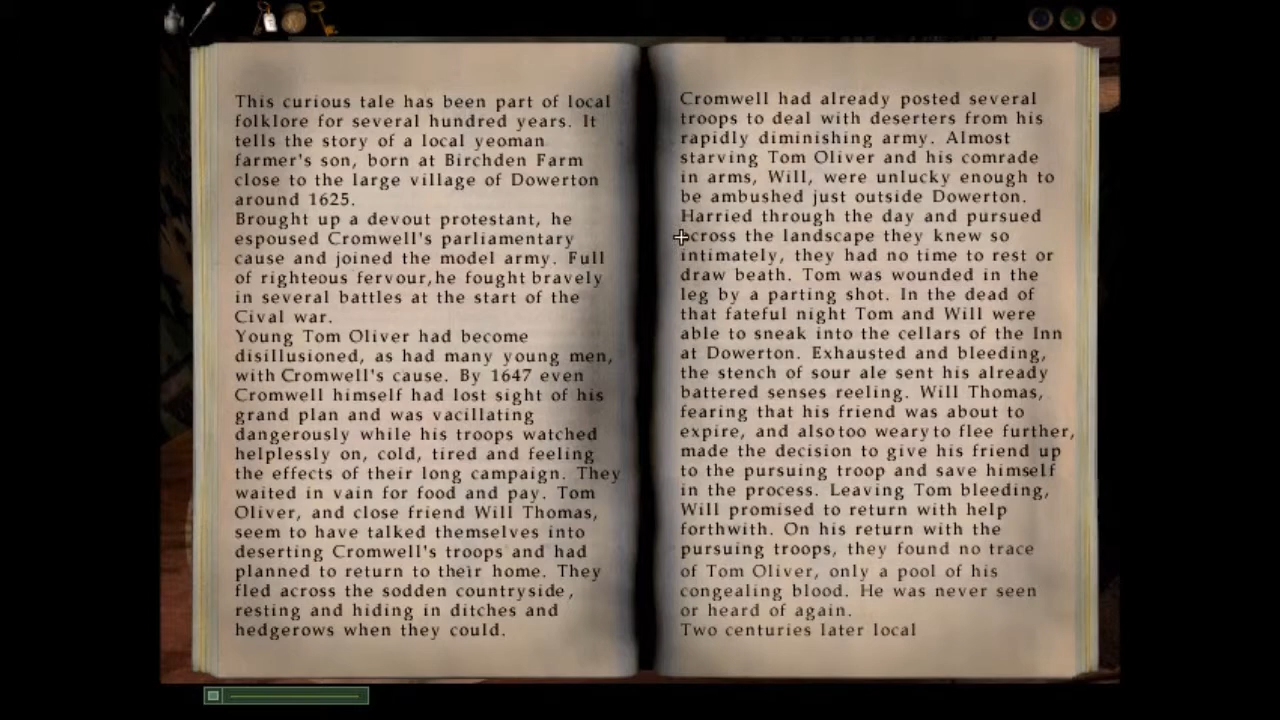 This curious tale has been part of local
folklore for several hundred years. It
tells the story of a local yeoman
farmer's son, born at Birchden Farm
close to the large village of Dowerton
around 1625.
Brought up a devout protestant, he
espoused Cromwell's parliamentary
cause and joined the model army. Full
of righteous fervour,he fought bravely
in several battles at the start of the
Cival war.
Young Tom Oliver had become
disillusioned, as had many young men,
with Cromwell's cause. By 1647 even
Cromwell himself had lost sight of his
grand plan and was vacillating
dangerously while his troops watched
helplessly on, cold, tired and feeling
the effects of their long campaign. They
waited in vain for food and pay. Tom
Oliver, and close friend Will Thomas,
seem to have talked themselves into
deserting Cromwell's troops and had
planned to return to their home. They
fled across the sodden countryside,
resting and hiding in ditches and
hedgerows when they could.
Cromwell had already posted several
troops to deal with deserters from his
rapidly diminishing army. Almost
starving Tom Oliver and his comrade
in arms, Will, were unlucky enough to
be ambushed just outside Dowerton.
Harried through the day and pursued
across the landscape they knew so
intimately, they had no time to rest or
draw beath. Tom was wounded in the
leg by a parting shot. In the dead of
that fateful night Tom and Will were
able to sneak into the cellars of the Inn
at Dowerton. Exhausted and bleeding,
the stench of sour ale sent his already
battered senses reeling. Will Thomas,
fearing that his friend was about to
expire, and also too weary to flee further,
made the decision to give his friend up
to the pursuing troop and save himself
in the process. Leaving Tom bleeding,
Will promised to return with help
forthwith. On his return with the
pursuing troops, they found no trace
of Tom Oliver, only a pool of his
congealing blood. He was never seen
or heard of again.
Two centuries later local